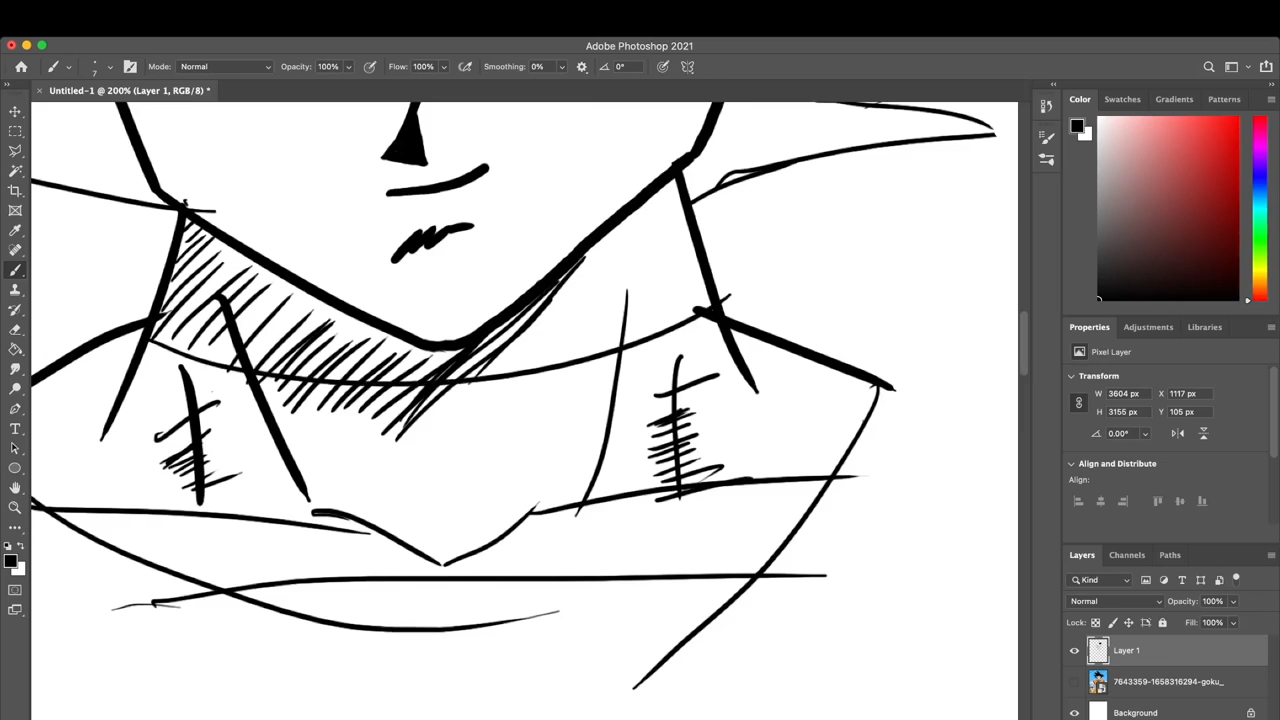 Adobe Photoshop 2021
7 Mode: Normal Opacity: 100% Flow: 100% Smoothing: 0% 0°
× Untitled-1 @ 200% (Layer 1, RGB/8) *
Color Swatches Gradients Patterns
Properties Adjustments Libraries
Pixel Layer
Transform
W 3604 px X 1117 px
H 3155 px Y 105 px
0.00°
Align and Distribute
Align:
Layers Channels Paths
Kind
Normal Opacity: 100%
Lock: Fill: 100%
Layer 1
7643359-1658316294-goku_
Background